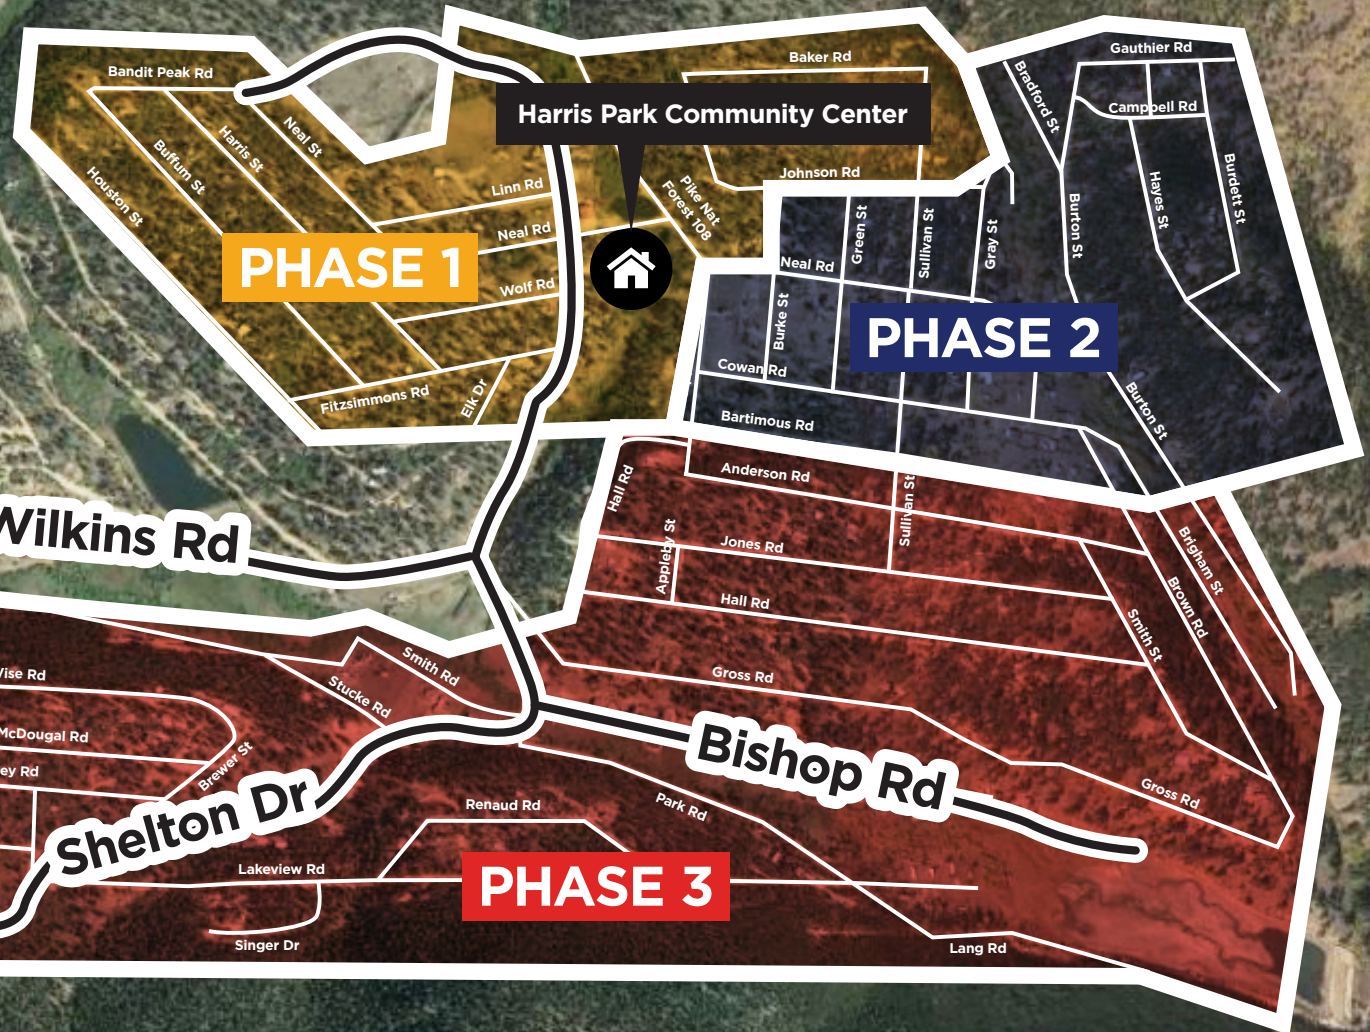 Bandit Peak Rd
Baker Rd
Gauthier Rd
Bradford St
Campbell Rd
Harris Park Community Center
Neal St
Harris St
Buffum St
Houston St
Linn Rd
Johnson Rd
Pike Nat
Forest 108
Hayes St
Burdett St
Burton St
Green St
Sullivan St
Gray St
Neal Rd
PHASE 1
Neal Rd
Wolf Rd
Burke St
PHASE 2
Cowan Rd
Fitzsimmons Rd
Elk Dr
Bartimous Rd
Burton St
Anderson Rd
Hall Rd
Sullivan St
Wilkins Rd
Appleby St
Jones Rd
Brigham St
Brown Rd
Hall Rd
Smith St
Smith Rd
Stucke Rd
Gross Rd
Wise Rd
McDougal Rd
Brewer St
ey Rd
Bishop Rd
Shelton Dr
Gross Rd
Renaud Rd
Park Rd
Lakeview Rd
PHASE 3
Singer Dr
Lang Rd